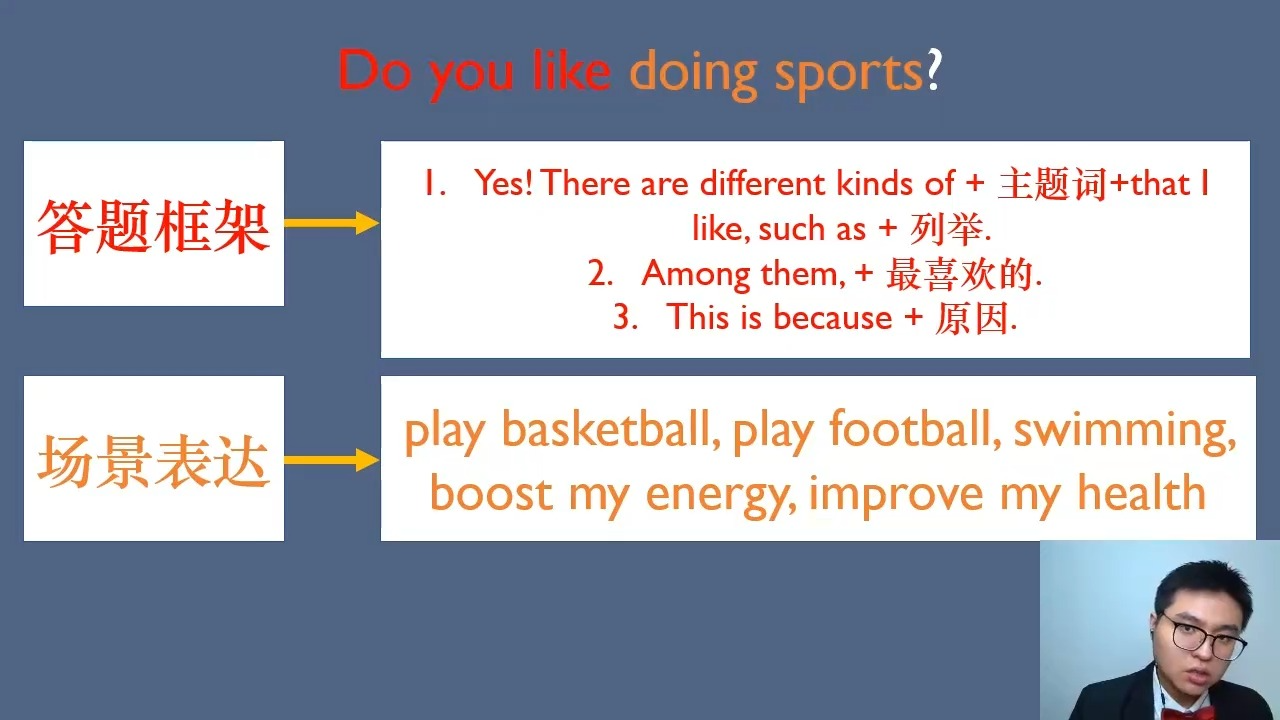 Do you like doing sports?
答题框架
1. Yes! There are different kinds of + 主题词+that I
like, such as + 列举.
2. Among them, + 最喜欢的.
3. This is because + 原因.
场景表达
play basketball, play football, swimming,
boost my energy, improve my health